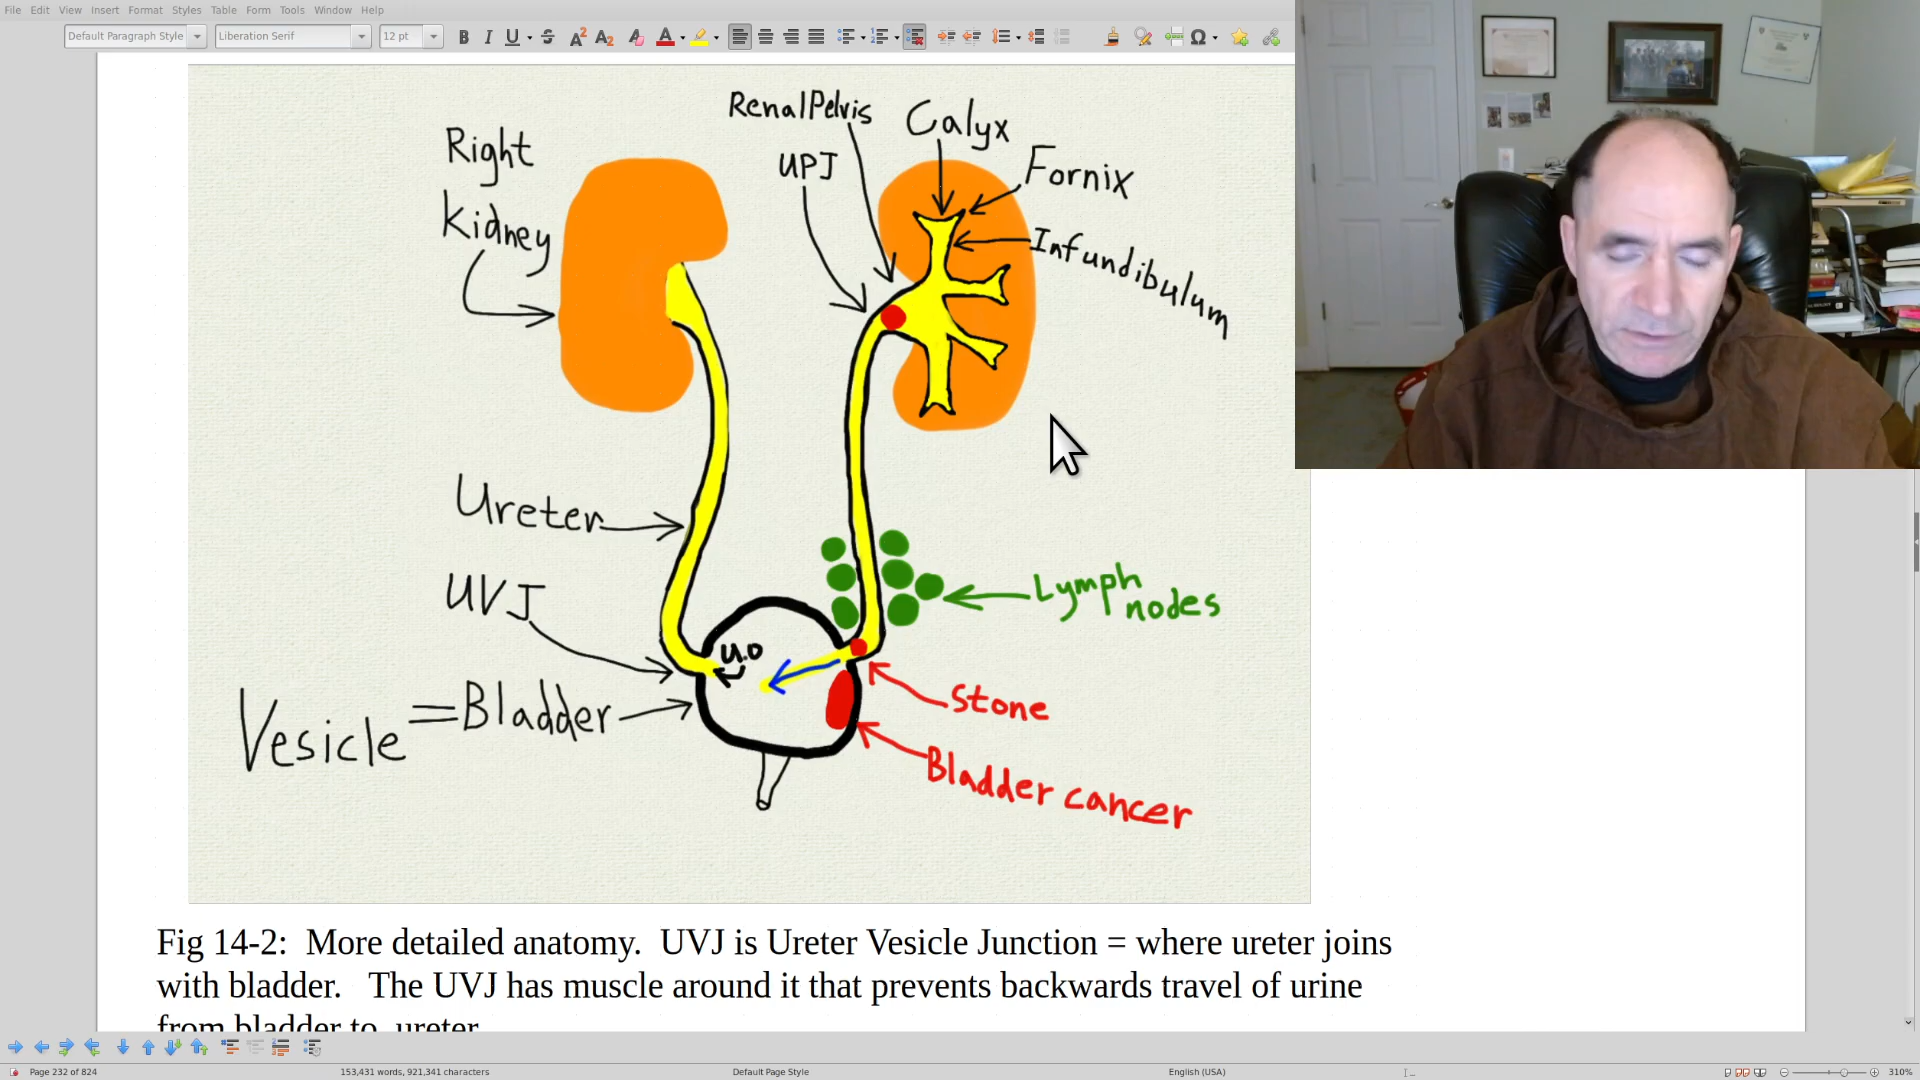 File Edit View Insert Format Styles Table Form Tools Window Help
Default Paragraph Style Liberation Serif 12 pt
Renal Pelvis
Calyx
Right
UPJ
Fornix
Kidney
Infundibulum
Ureter
UVJ
Lymph
nodes
U.O
Stone
Vesicle = Bladder
Bladder cancer
Fig 14-2: More detailed anatomy. UVJ is Ureter Vesicle Junction = where ureter joins
with bladder. The UVJ has muscle around it that prevents backwards travel of urine
from bladder to ureter
Page 232 of 824 153,431 words, 921,341 characters Default Page Style English (USA) 310%